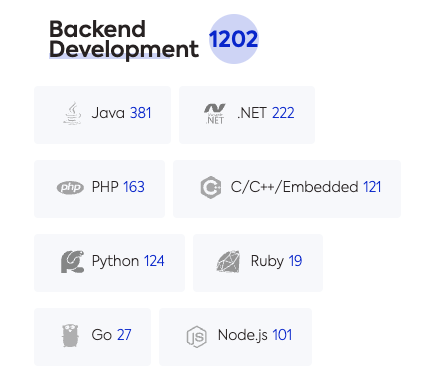 Backend
Development 1202
Java 381
.NET 222
PHP 163
C/C++/Embedded 121
Python 124
Ruby 19
Go 27
Node.js 101